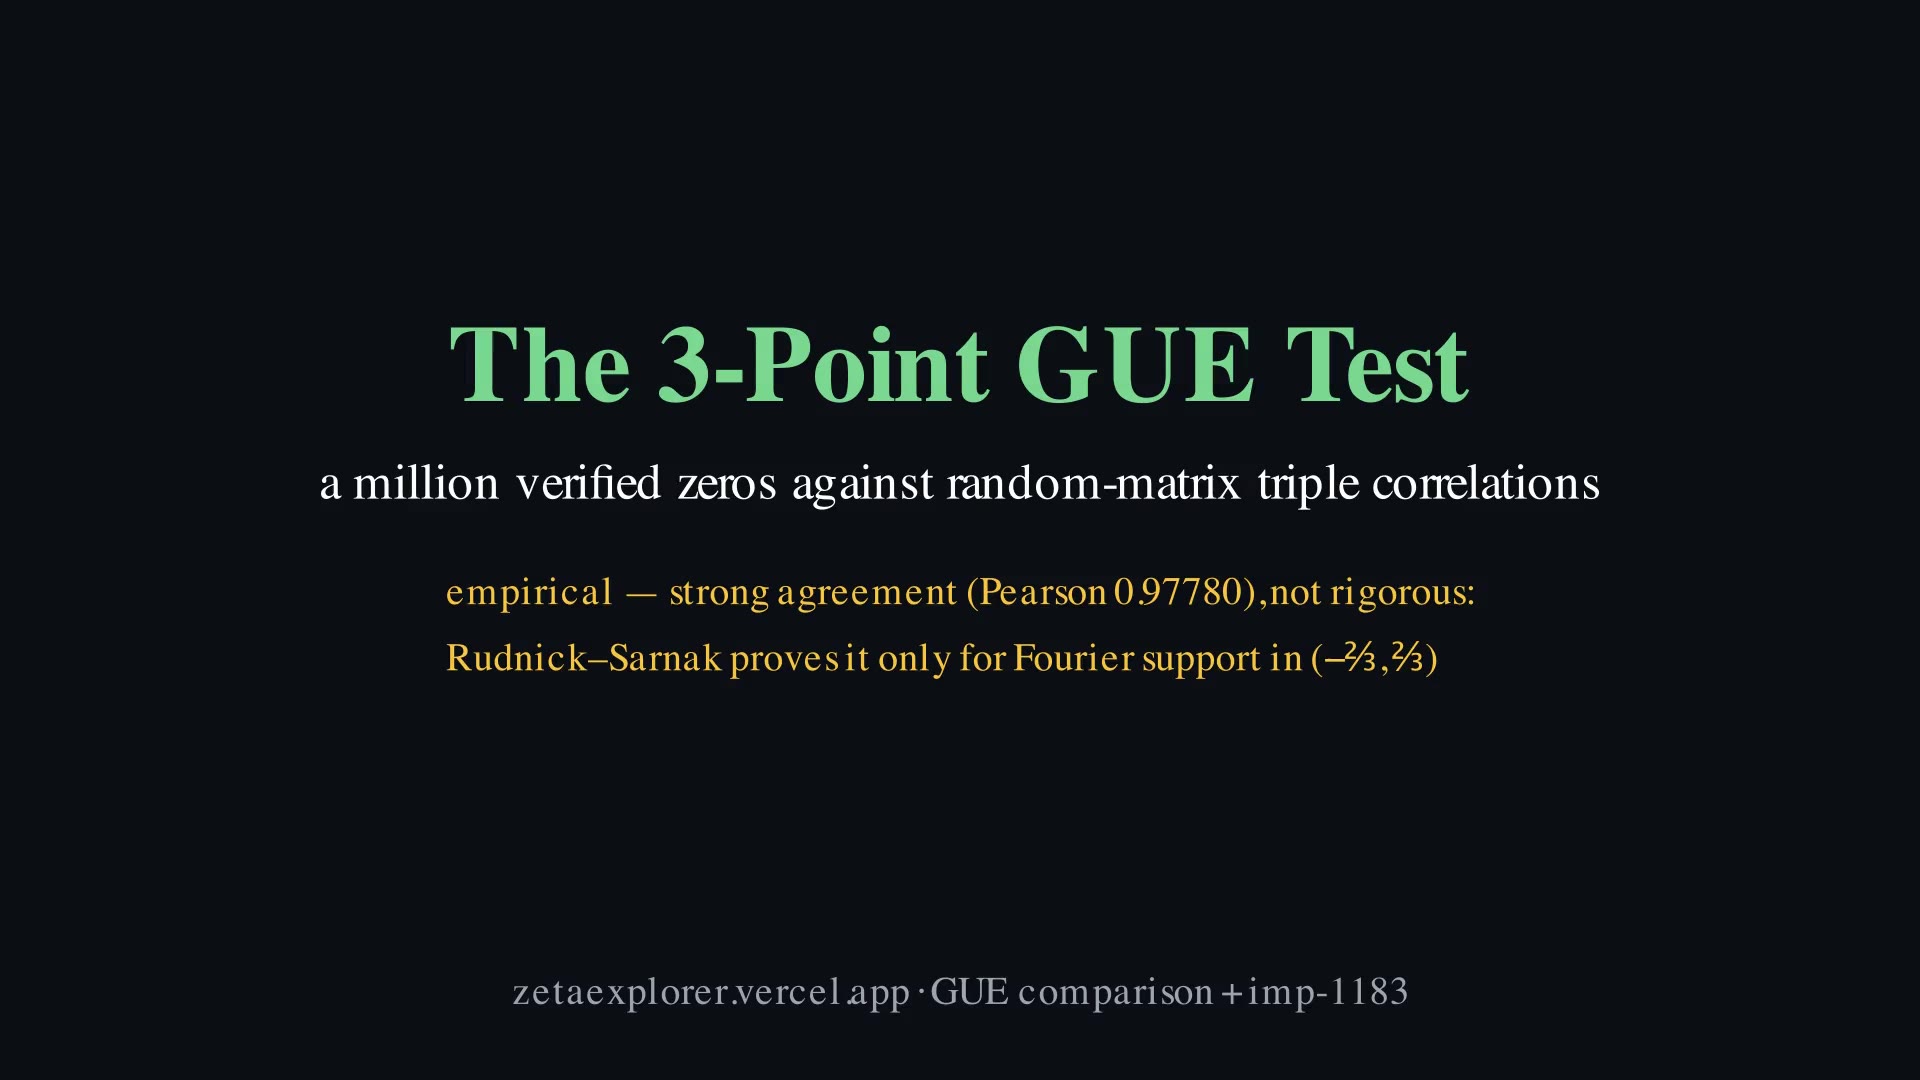 The 3-Point GUE Test
a million verified zeros against random-matrix triple correlations
empirical — strong agreement (Pearson 0.97780), not rigorous:
Rudnick–Sarnak proves it only for Fourier support in (−⅔,⅔)
zetaexplorer.vercel.app · GUE comparison + imp-1183